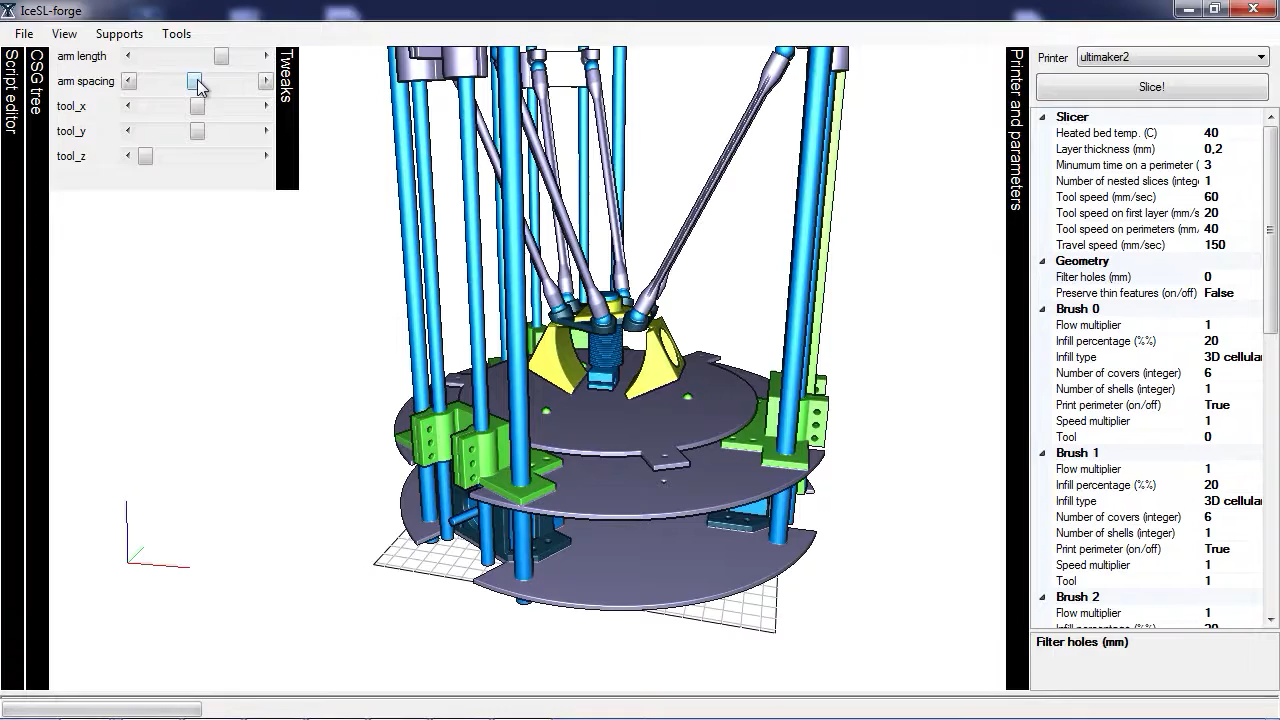 IceSL-forge
File View Supports Tools
Script editor
CSG tree
arm length
arm spacing
tool_x
tool_y
tool_z
Tweaks
Printer and parameters
Printer ultimaker2
Slice!
Slicer
Heated bed temp. (C) 40
Layer thickness (mm) 0,2
Minumum time on a perimeter ( 3
Number of nested slices (integ 1
Tool speed (mm/sec) 60
Tool speed on first layer (mm/s 20
Tool speed on perimeters (mm/ 40
Travel speed (mm/sec) 150
Geometry
Filter holes (mm) 0
Preserve thin features (on/off) False
Brush 0
Flow multiplier 1
Infill percentage (%%) 20
Infill type 3D cellular
Number of covers (integer) 6
Number of shells (integer) 1
Print perimeter (on/off) True
Speed multiplier 1
Tool 0
Brush 1
Flow multiplier 1
Infill percentage (%%) 20
Infill type 3D cellular
Number of covers (integer) 6
Number of shells (integer) 1
Print perimeter (on/off) True
Speed multiplier 1
Tool 1
Brush 2
Flow multiplier 1
Infill percentage (%%) 20
Filter holes (mm)